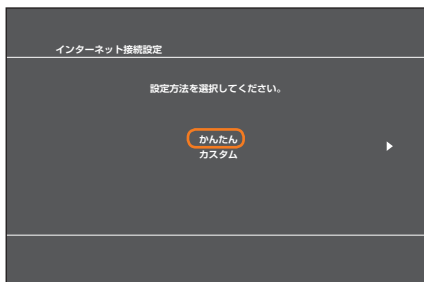 インターネット接続設定
設定方法を選択してください。
かんたん
カスタム